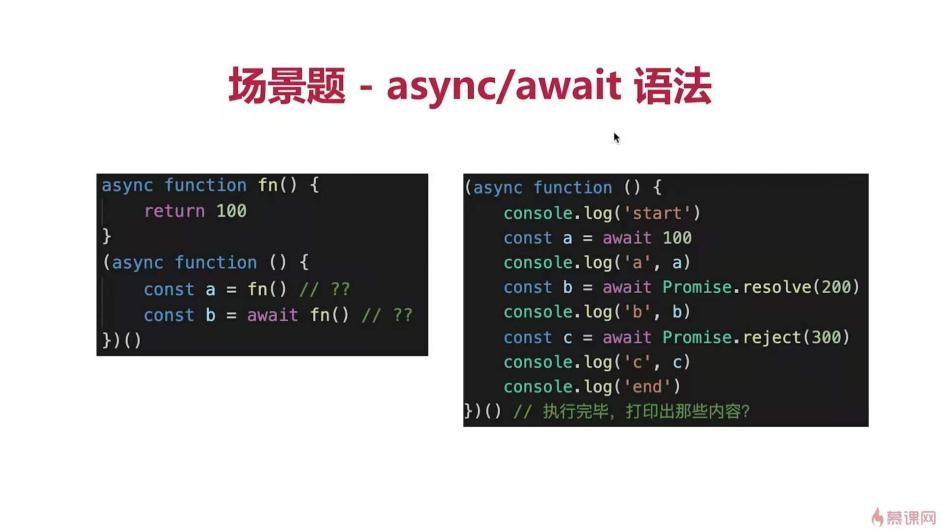 场景题 - async/await 语法
async function fn() {
    return 100
}
(async function () {
    const a = fn() // ??
    const b = await fn() // ??
})()
(async function () {
    console.log('start')
    const a = await 100
    console.log('a', a)
    const b = await Promise.resolve(200)
    console.log('b', b)
    const c = await Promise.reject(300)
    console.log('c', c)
    console.log('end')
})() // 执行完毕，打印出那些内容？
慕课网